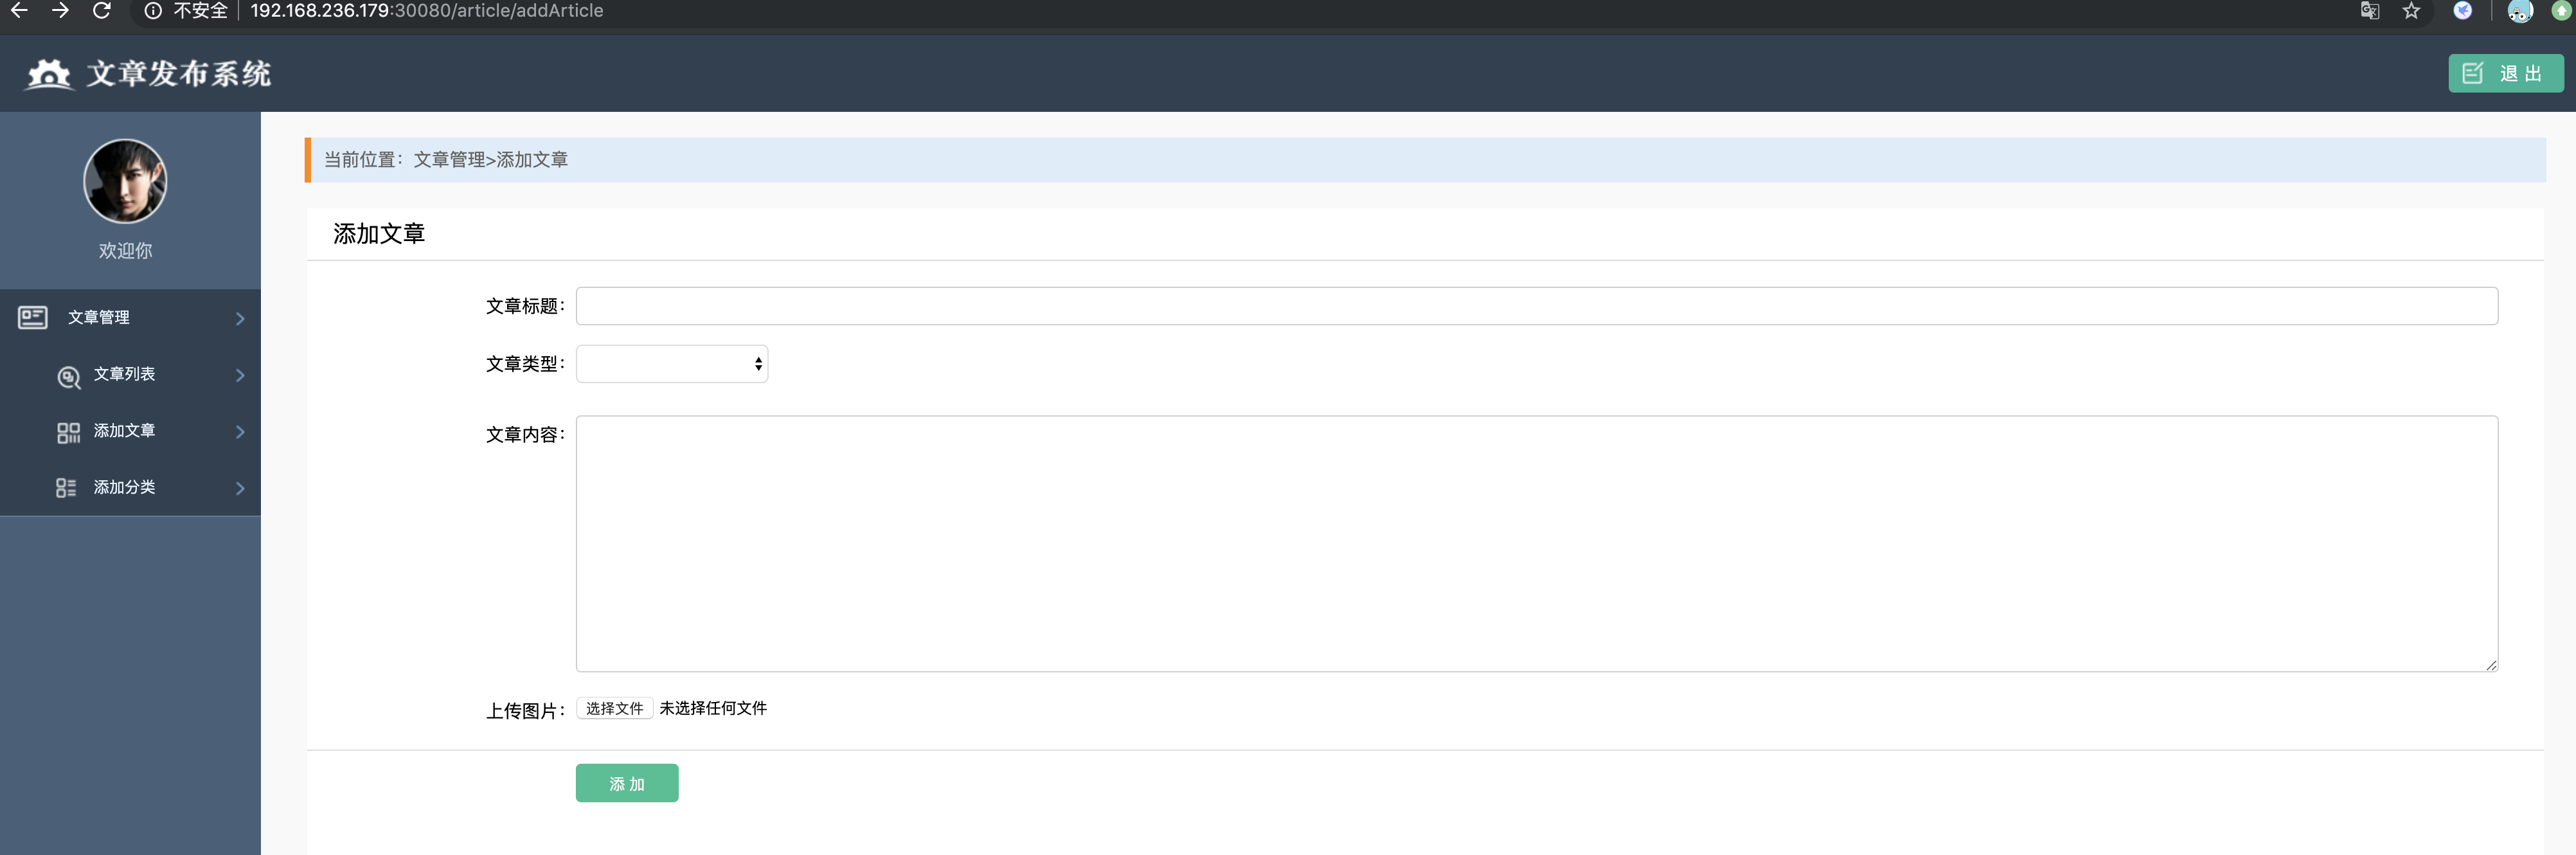 不安全 192.168.236.179:30080/article/addArticle
文章发布系统
退 出
欢迎你
文章管理
文章列表
添加文章
添加分类
当前位置：文章管理>添加文章
添加文章
文章标题：
文章类型：
文章内容：
上传图片： 选择文件 未选择任何文件
添 加